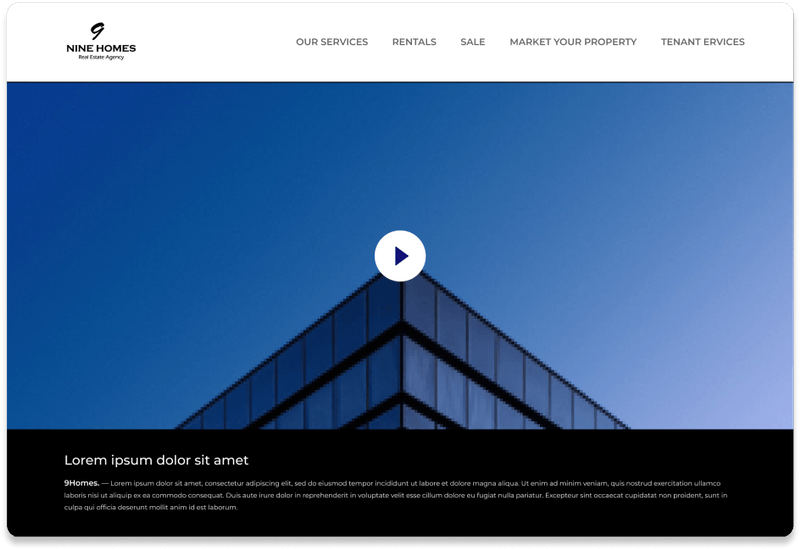 9
NINE HOMES
Real Estate Agency
OUR SERVICES RENTALS SALE MARKET YOUR PROPERTY TENANT ERVICES
Lorem ipsum dolor sit amet
9Homes. — Lorem ipsum dolor sit amet, consectetur adipiscing elit, sed do eiusmod tempor incididunt ut labore et dolore magna aliqua. Ut enim ad minim veniam, quis nostrud exercitation ullamco
laboris nisi ut aliquip ex ea commodo consequat. Duis aute irure dolor in reprehenderit in voluptate velit esse cillum dolore eu fugiat nulla pariatur. Excepteur sint occaecat cupidatat non proident, sunt in
culpa qui officia deserunt mollit anim id est laborum.